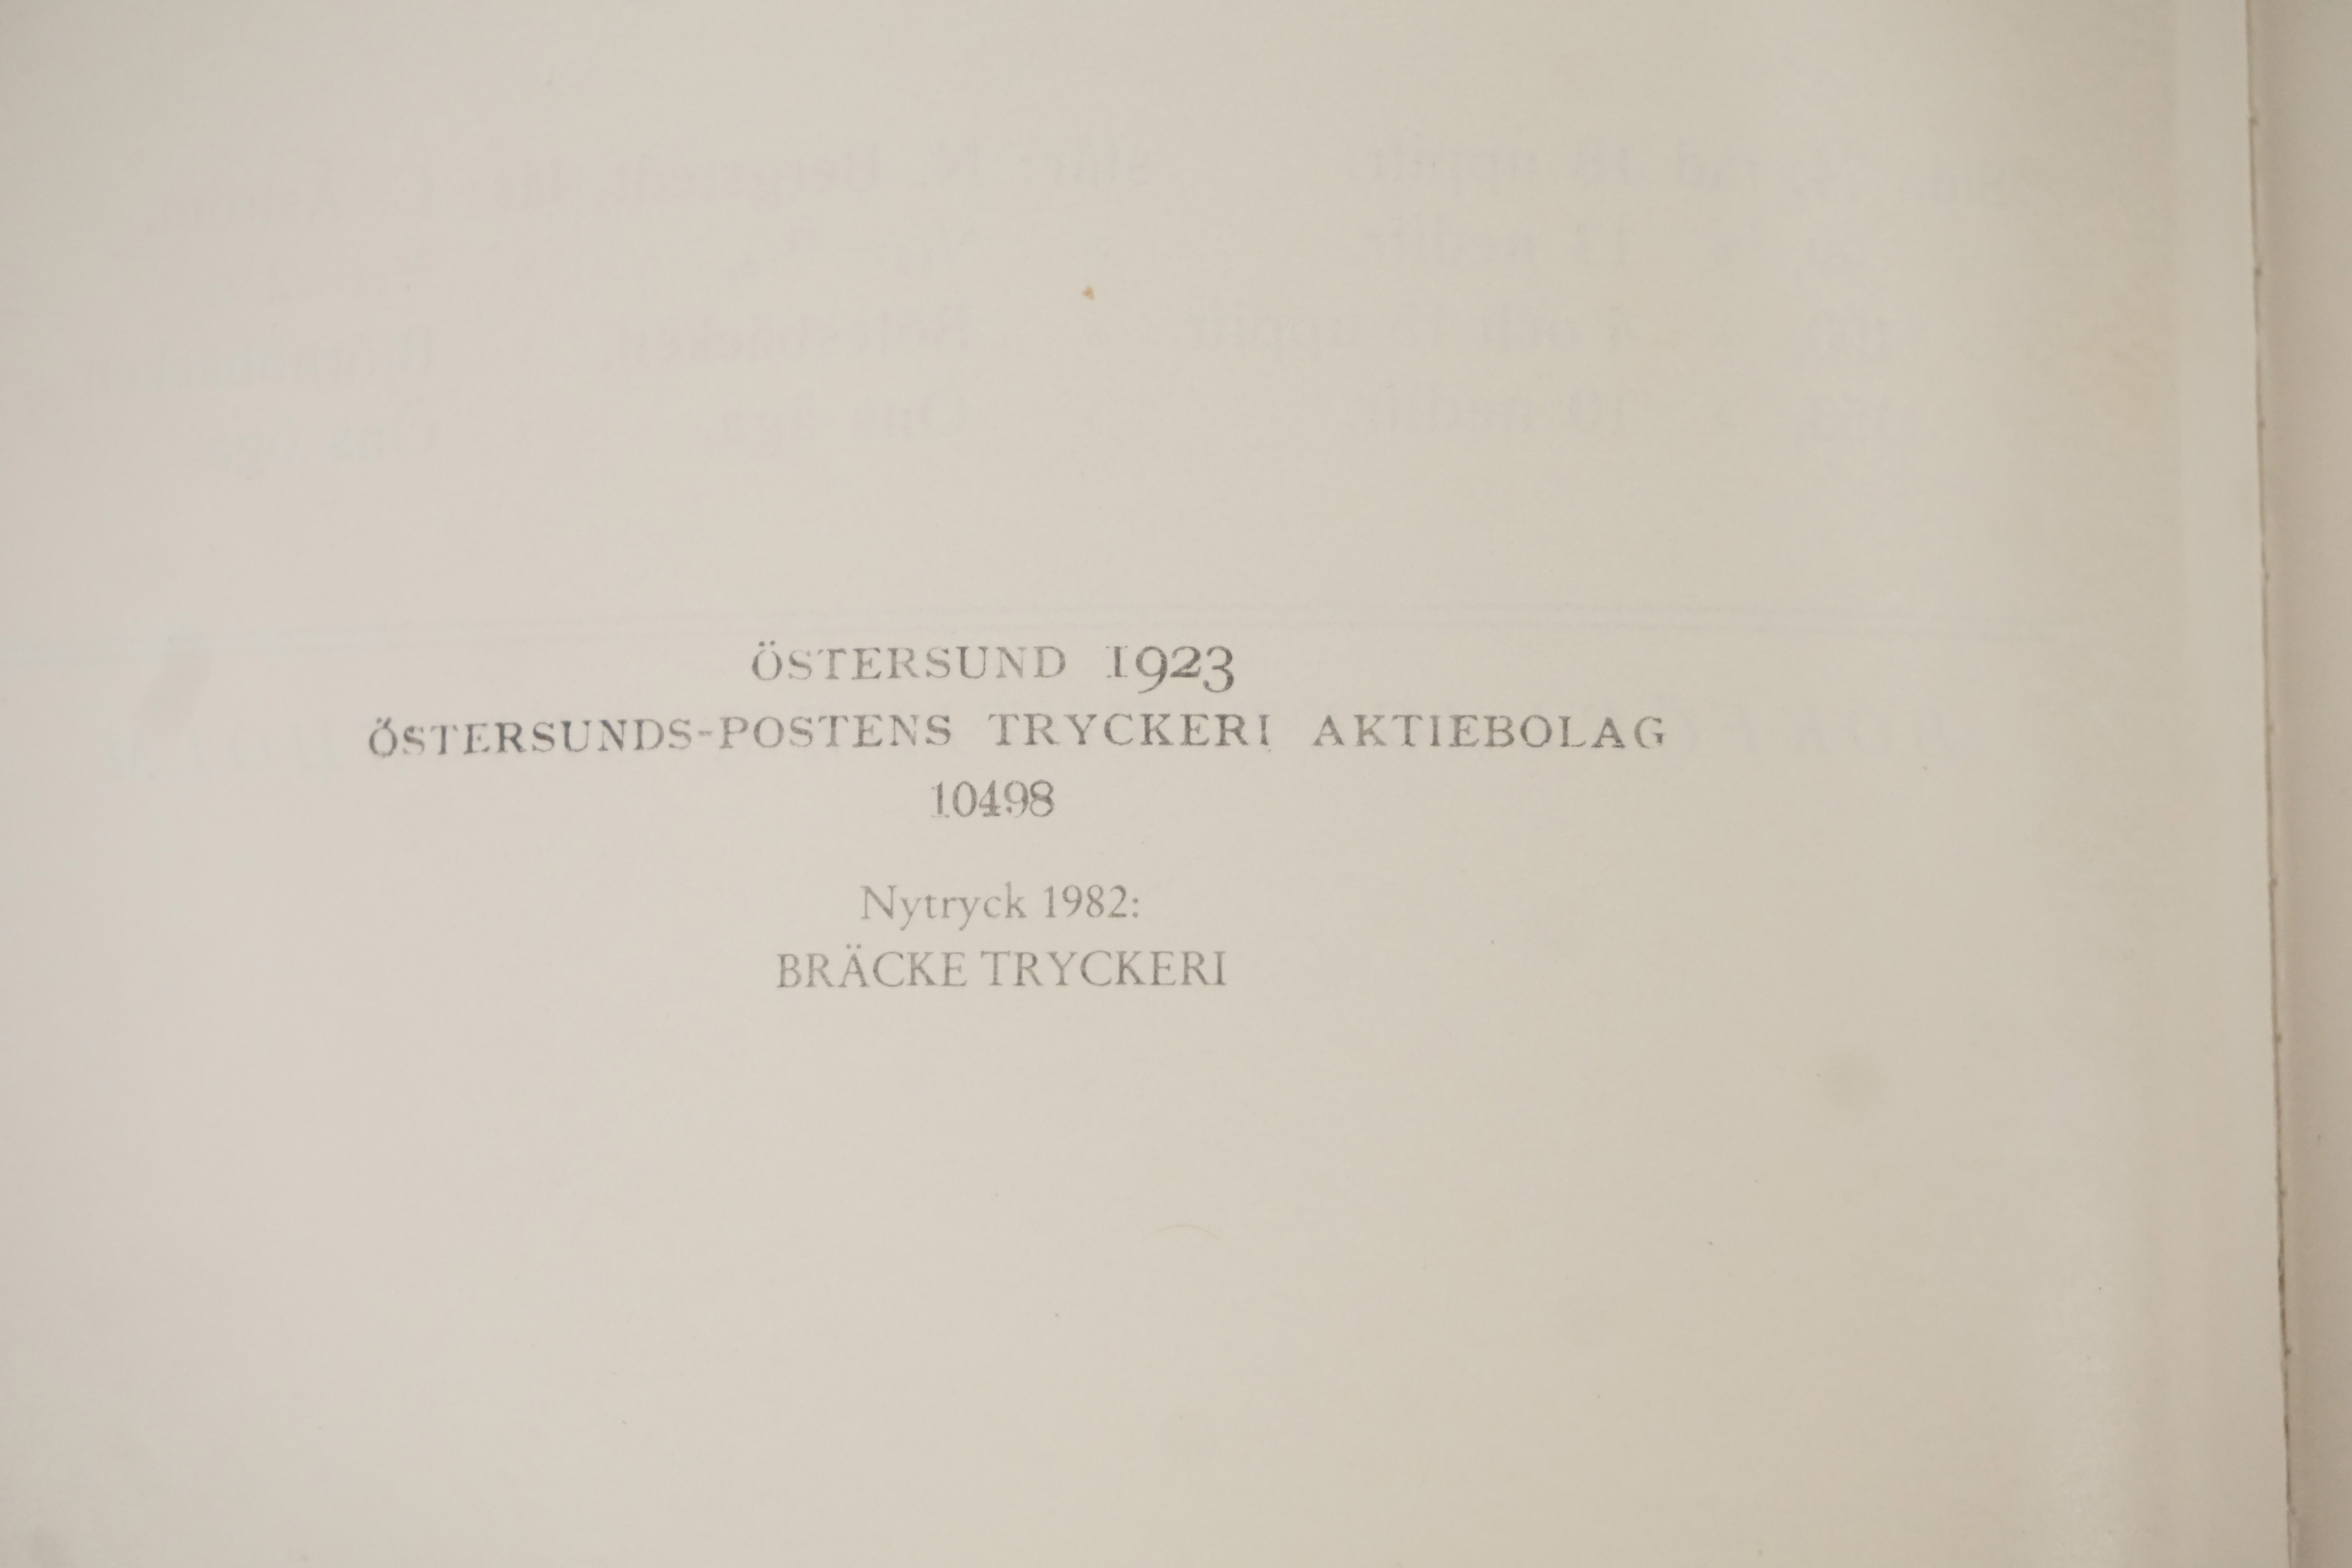 ÖSTERSUND 1923
ÖSTERSUNDS-POSTENS TRYCKERI AKTIEBOLAG
10498
Nytryck 1982:
BRÄCKE TRYCKERI